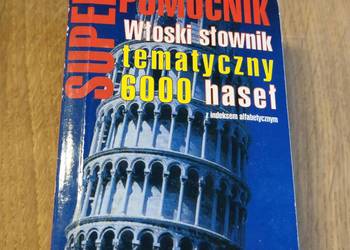 SUPER
POMOCNIK
Włoski słownik
tematyczny
6000 haseł
z indeksem alfabetycznym